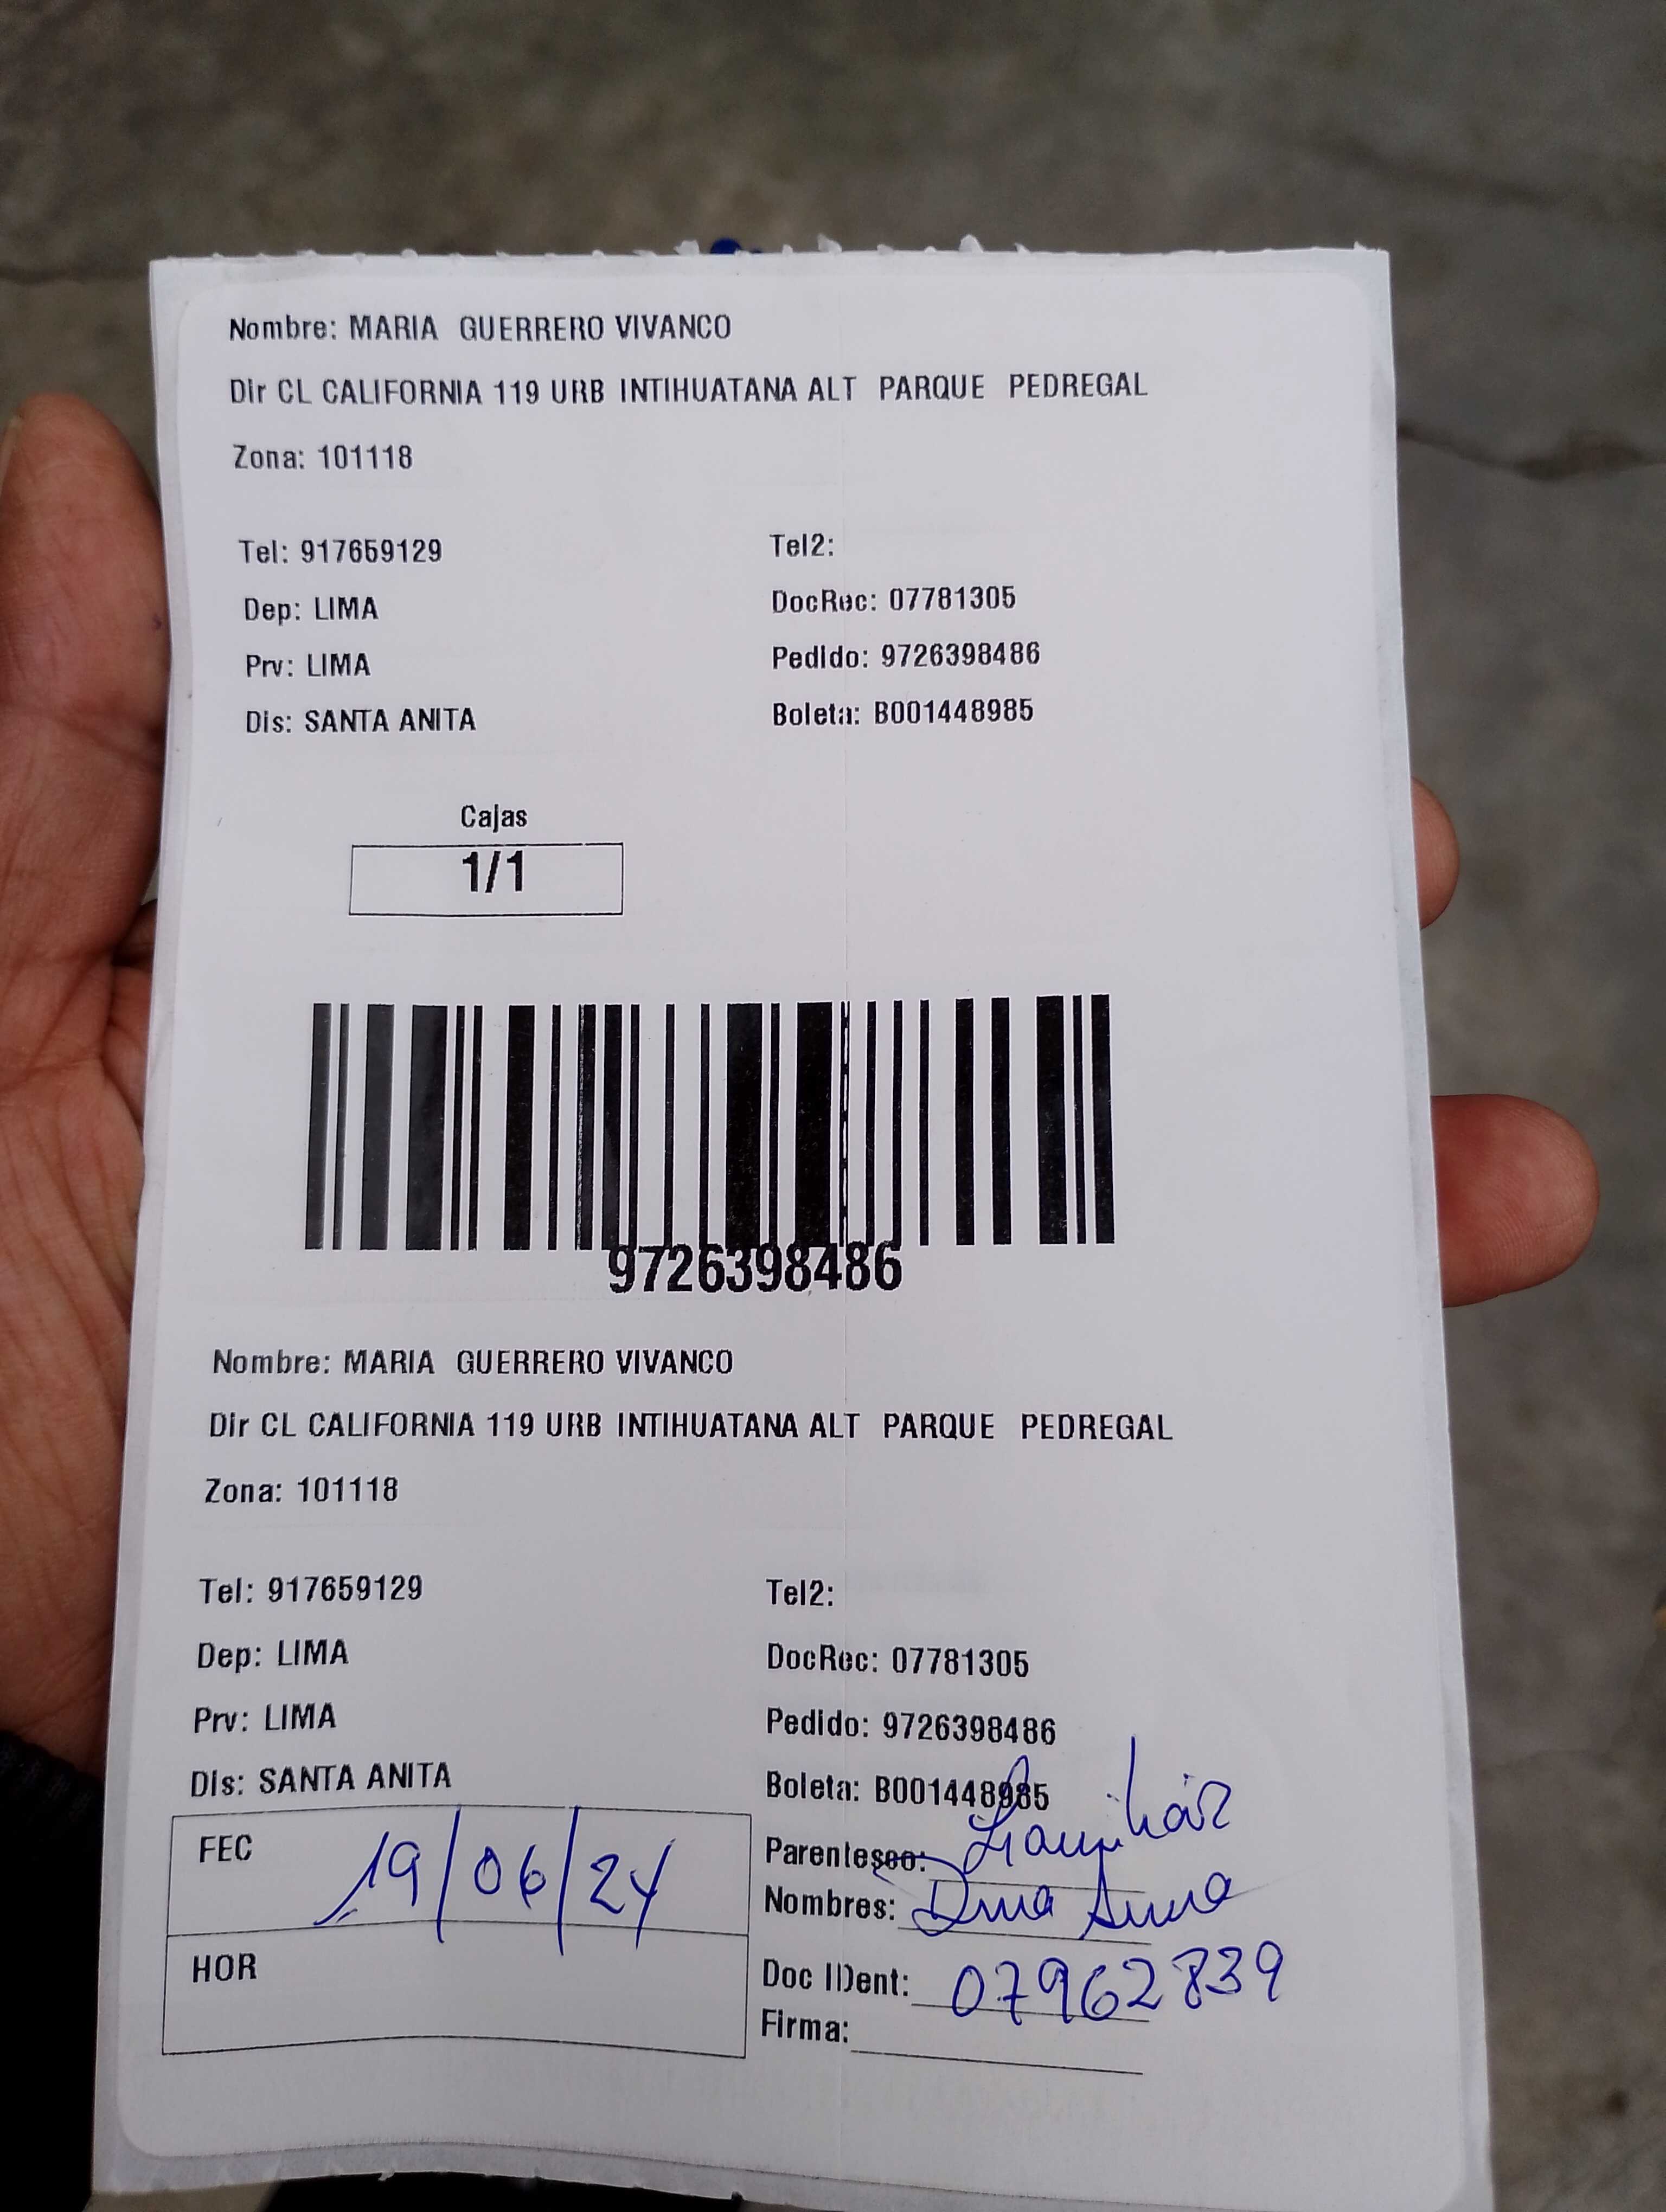 Nombre: MARIA GUERRERO VIVANCO
Dir CL CALIFORNIA 119 URB INTIHUATANA ALT PARQUE PEDREGAL
Zona: 101118
Tel: 917659129 Tel2:
Dep: LIMA DocRec: 07781305
Prv: LIMA Pedido: 9726398486
Dis: SANTA ANITA Boleta: B001448985
Cajas
1/1
9726398486
Nombre: MARIA GUERRERO VIVANCO
Dir CL CALIFORNIA 119 URB INTIHUATANA ALT PARQUE PEDREGAL
Zona: 101118
Tel: 917659129 Tel2:
Dep: LIMA DocRec: 07781305
Prv: LIMA Pedido: 9726398486
Dis: SANTA ANITA Boleta: B001448985
FEC 19/06/24 Parentesco:
Nombres:
HOR Doc IDent: 07962839
Firma: